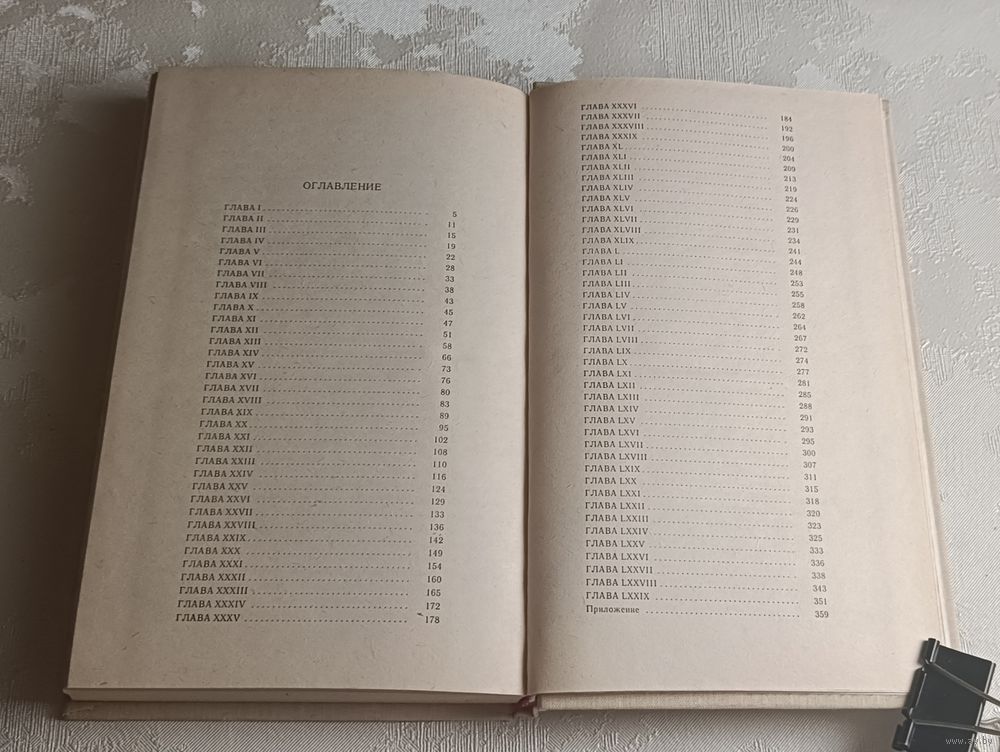 ОГЛАВЛЕНИЕ
ГЛАВА I 5
ГЛАВА II 11
ГЛАВА III 15
ГЛАВА IV 19
ГЛАВА V 22
ГЛАВА VI 28
ГЛАВА VII 33
ГЛАВА VIII 38
ГЛАВА IX 43
ГЛАВА X 45
ГЛАВА XI 47
ГЛАВА XII 51
ГЛАВА XIII 58
ГЛАВА XIV 66
ГЛАВА XV 73
ГЛАВА XVI 76
ГЛАВА XVII 80
ГЛАВА XVIII 83
ГЛАВА XIX 89
ГЛАВА XX 95
ГЛАВА XXI 102
ГЛАВА XXII 108
ГЛАВА XXIII 110
ГЛАВА XXIV 116
ГЛАВА XXV 124
ГЛАВА XXVI 129
ГЛАВА XXVII 133
ГЛАВА XXVIII 136
ГЛАВА XXIX 142
ГЛАВА XXX 149
ГЛАВА XXXI 154
ГЛАВА XXXII 160
ГЛАВА XXXIII 165
ГЛАВА XXXIV 172
ГЛАВА XXXV 178
ГЛАВА XXXVI 184
ГЛАВА XXXVII 192
ГЛАВА XXXVIII 196
ГЛАВА XXXIX 200
ГЛАВА XL 204
ГЛАВА XLI 209
ГЛАВА XLII 213
ГЛАВА XLIII 219
ГЛАВА XLIV 224
ГЛАВА XLV 226
ГЛАВА XLVI 229
ГЛАВА XLVII 231
ГЛАВА XLVIII 234
ГЛАВА XLIX 241
ГЛАВА L 244
ГЛАВА LI 248
ГЛАВА LII 253
ГЛАВА LIII 255
ГЛАВА LIV 258
ГЛАВА LV 262
ГЛАВА LVI 264
ГЛАВА LVII 267
ГЛАВА LVIII 272
ГЛАВА LIX 274
ГЛАВА LX 277
ГЛАВА LXI 281
ГЛАВА LXII 285
ГЛАВА LXIII 288
ГЛАВА LXIV 291
ГЛАВА LXV 293
ГЛАВА LXVI 295
ГЛАВА LXVII 300
ГЛАВА LXVIII 307
ГЛАВА LXIX 311
ГЛАВА LXX 315
ГЛАВА LXXI 318
ГЛАВА LXXII 320
ГЛАВА LXXIII 323
ГЛАВА LXXIV 325
ГЛАВА LXXV 333
ГЛАВА LXXVI 336
ГЛАВА LXXVII 338
ГЛАВА LXXVIII 343
ГЛАВА LXXIX 351
Приложение 359
www.ay.by